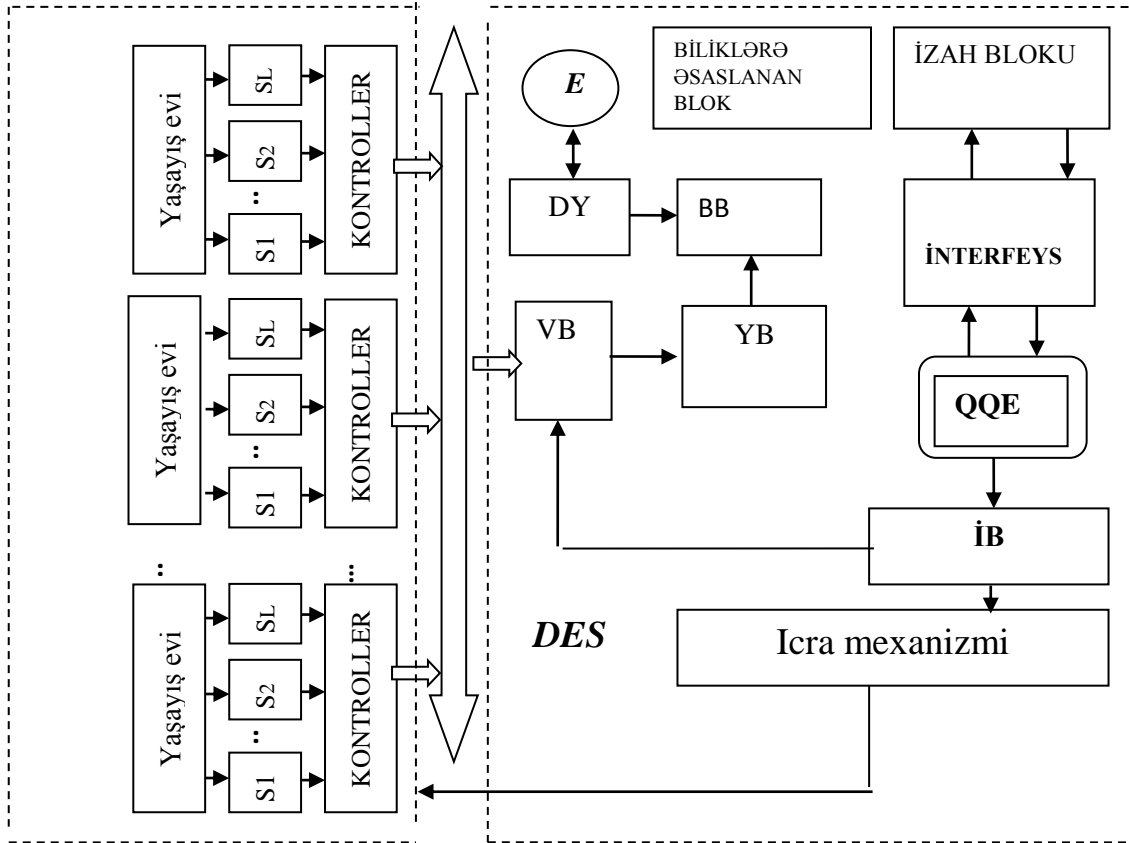 Yaşayış evi
SL
S2
..
S1
KONTROLLER
Yaşayış evi
SL
S2
..
S1
KONTROLLER
..
...
Yaşayış evi
SL
S2
..
S1
KONTROLLER
E
BİLİKLƏRƏ
ƏSASLANAN
BLOK
İZAH BLOKU
DY
BB
İNTERFEYS
VB
YB
QQE
İB
DES
Icra mexanizmi